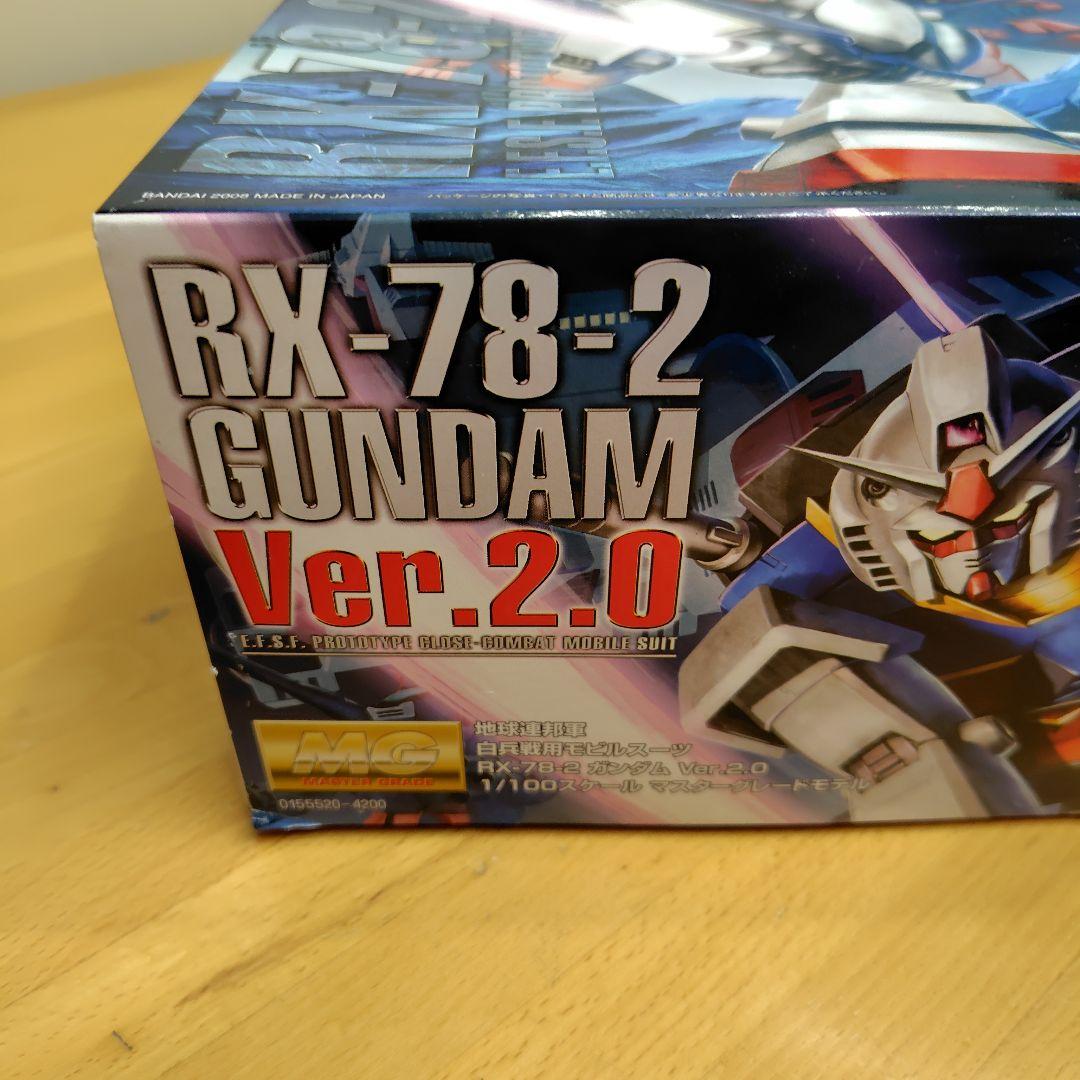 RX-78-2
BANDAI 2008 MADE IN JAPAN
RX-78-2
GUNDAM
Ver.2.0
E.F.S.F. PROTOTYPE CLOSE-COMBAT MOBILE SUIT
MG
MASTER GRADE
0155520-4200
地球連邦軍
白兵戦用モビルスーツ
RX-78-2 ガンダム Ver.2.0
1/100スケール マスターグレードモデル